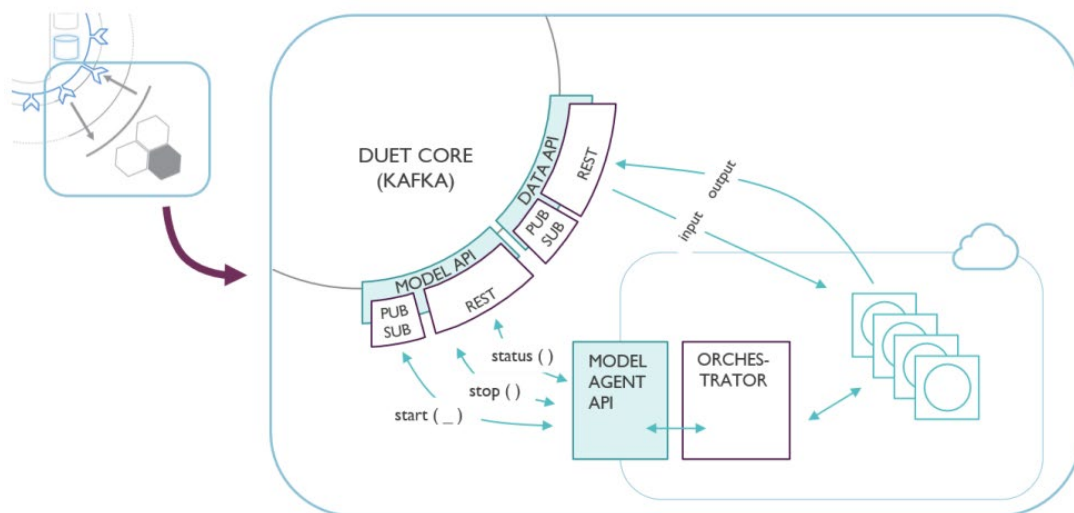 DUET CORE
(KAFKA)
DATA API
REST
PUB
SUB
MODEL API
REST
PUB
SUB
output
input
status ( )
stop ( )
start ( _ )
MODEL
AGENT
API
ORCHES-
TRATOR